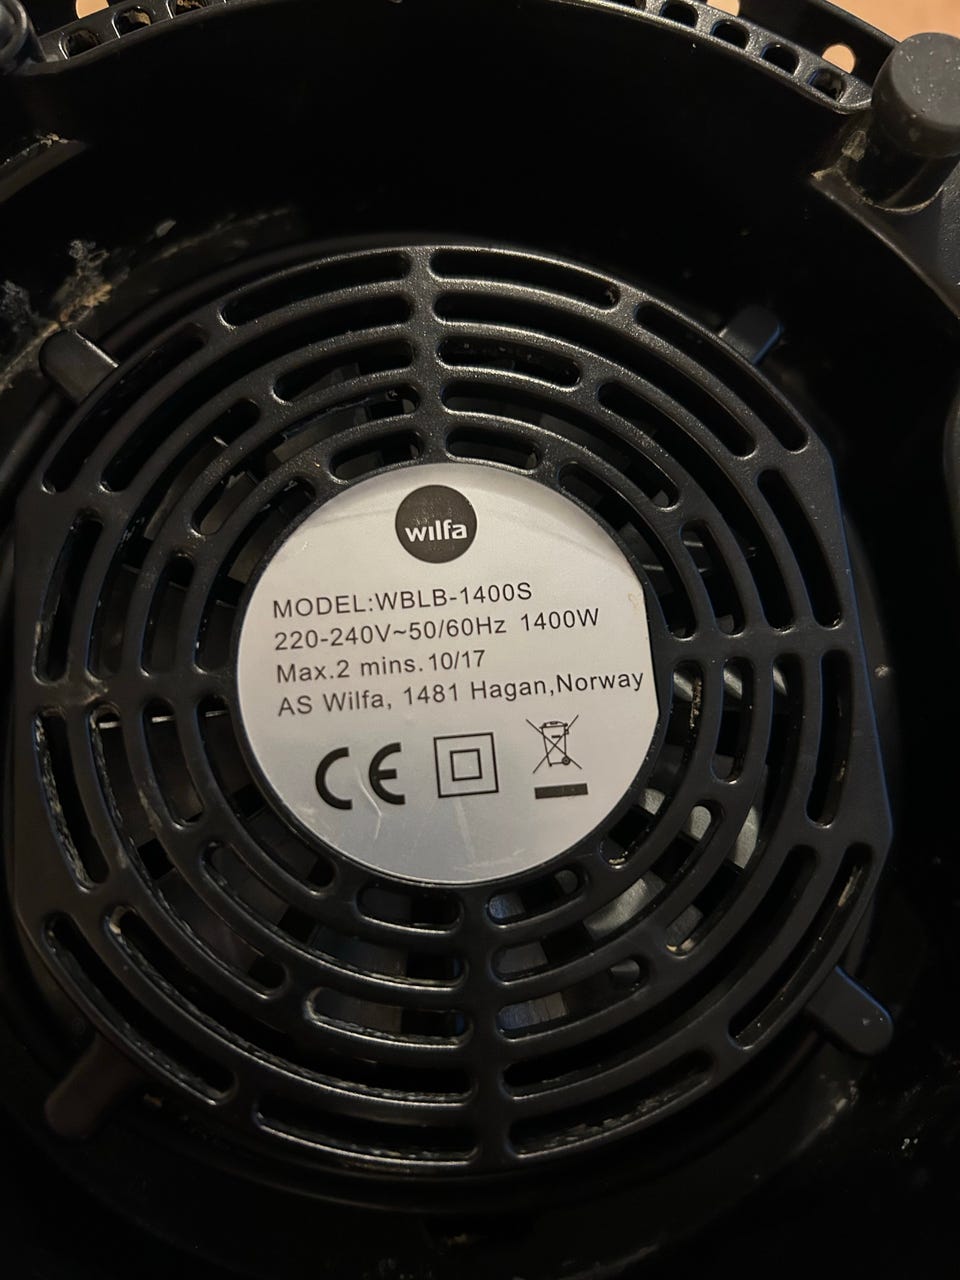 wilfa
MODEL:WBLB-1400S
220-240V~50/60Hz 1400W
Max.2 mins. 10/17
AS Wilfa, 1481 Hagan,Norway
CE